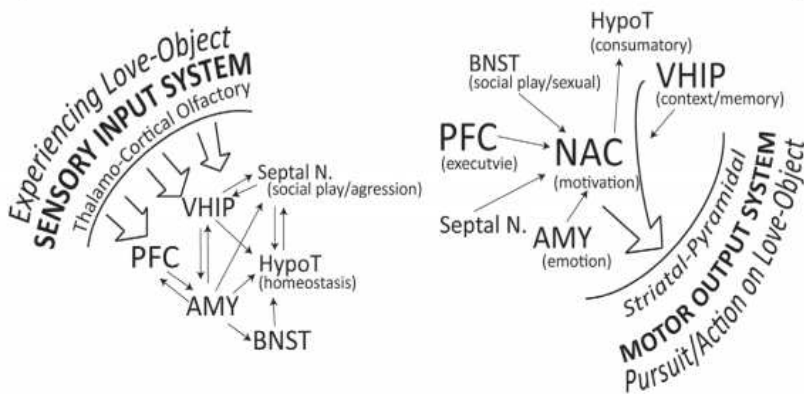 Experiencing Love-Object
SENSORY INPUT SYSTEM
Thalamo-Cortical Olfactory
Septal N.
(social play/agression)
VHIP
PFC
HypoT
(homeostasis)
AMY
BNST
HypoT
(consumatory)
BNST
(social play/sexual)
VHIP
(context/memory)
PFC
(executvie)
NAC
(motivation)
Septal N.
AMY
(emotion)
Striatal-Pyramidal
MOTOR OUTPUT SYSTEM
Pursuit/Action on Love-Object